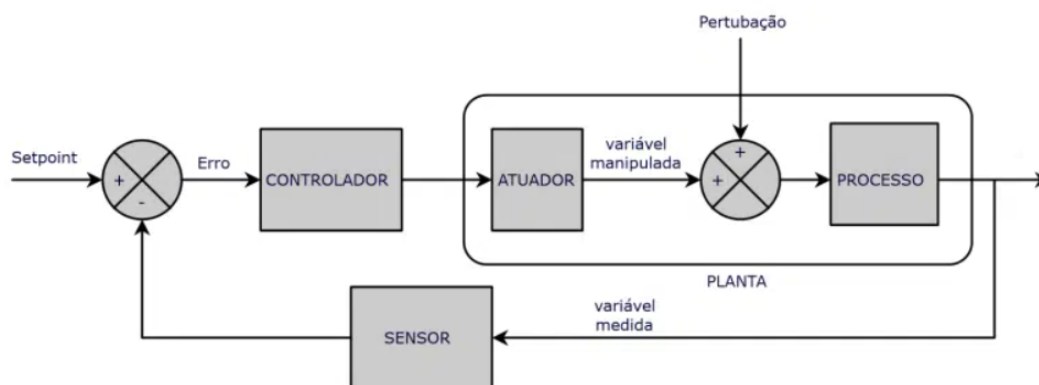 Pertubação
Setpoint
+
-
Erro
CONTROLADOR
ATUADOR
variável
manipulada
+
+
PROCESSO
PLANTA
SENSOR
variável
medida